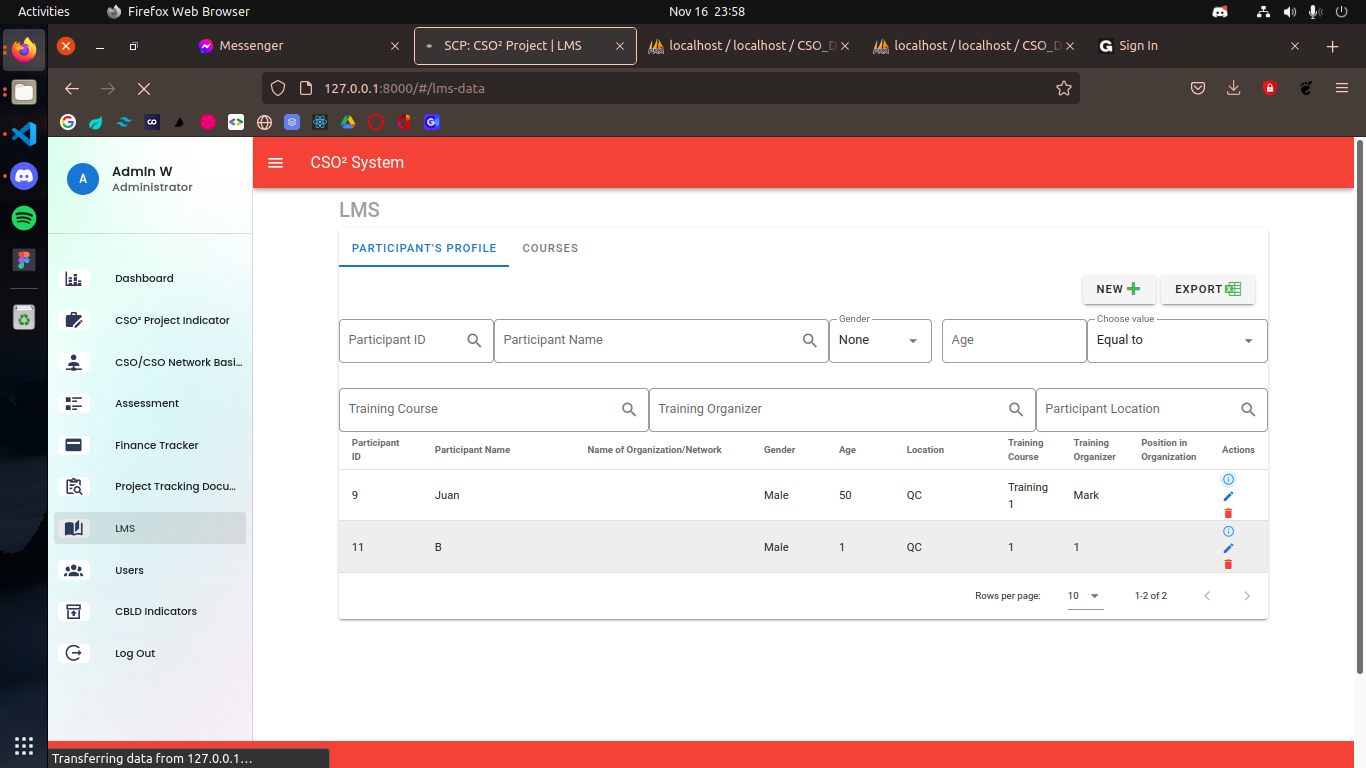 Activities
Firefox Web Browser
Nov 16 23:58
Messenger
SCP: CSO² Project | LMS
localhost / localhost / CSO_D
localhost / localhost / CSO_D
Sign In
127.0.0.1:8000/#/lms-data
A
Admin W
Administrator
CSO² System
LMS
PARTICIPANT'S PROFILE
COURSES
NEW
EXPORT
Participant ID
Participant Name
Gender
None
Age
Choose value
Equal to
Training Course
Training Organizer
Participant Location
Participant ID
Participant Name
Name of Organization/Network
Gender
Age
Location
Training Course
Training Organizer
Position in Organization
Actions
9
Juan
Male
50
QC
Training 1
Mark
11
B
Male
1
QC
1
1
Rows per page:
10
1-2 of 2
Dashboard
CSO² Project Indicator
CSO/CSO Network Basi...
Assessment
Finance Tracker
Project Tracking Docu...
LMS
Users
CBLD Indicators
Log Out
Transferring data from 127.0.0.1…